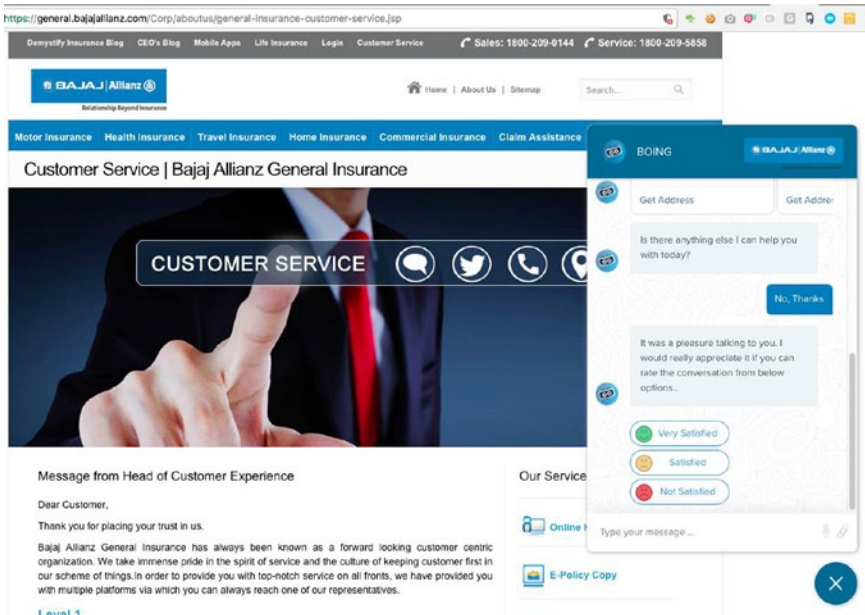 https://general.bajajallianz.com/Corp/aboutus/general-insurance-customer-service.jsp
Demystify Insurance Blog CEO's Blog Mobile Apps Life Insurance Login Customer Service Sales: 1800-209-0144 Service: 1800-209-5858
BAJAJ Allianz
Relationship Beyond Insurance
Home | About Us | Sitemap Search...
Motor Insurance Health Insurance Travel Insurance Home Insurance Commercial Insurance Claim Assistance
Customer Service | Bajaj Allianz General Insurance
CUSTOMER SERVICE
Message from Head of Customer Experience
Dear Customer,
Thank you for placing your trust in us.
Bajaj Allianz General Insurance has always been known as a forward looking customer centric
organization. We take immense pride in the spirit of service and the culture of keeping customer first in
our scheme of things.In order to provide you with top-notch service on all fronts, we have provided you
with multiple platforms via which you can always reach one of our representatives.
Level 1
Our Service
Online
E-Policy Copy
BOING BAJAJ Allianz
Get Address Get Addre
Is there anything else I can help you
with today?
No, Thanks
It was a pleasure talking to you. I
would really appreciate it if you can
rate the conversation from below
options..
Very Satisfied
Satisfied
Not Satisfied
Type your message ...